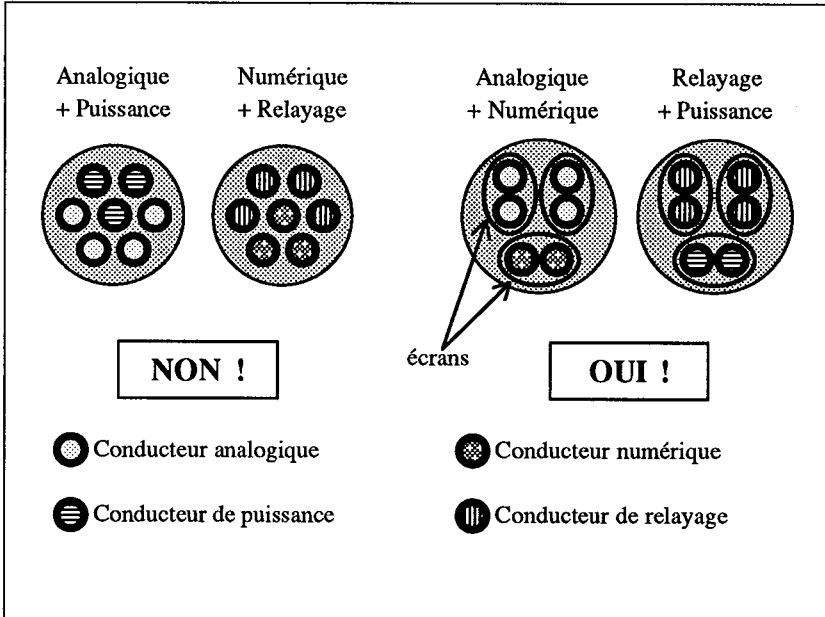 Analogique
+ Puissance
Numérique
+ Relayage
Analogique
+ Numérique
Relayage
+ Puissance
écrans
NON !
OUI !
Conducteur analogique
Conducteur numérique
Conducteur de puissance
Conducteur de relayage